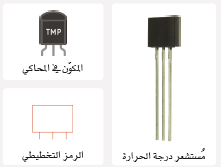 TMP
المكوّن في المحاكي
الرمز التخطيطي
مُستشعر درجة الحرارة